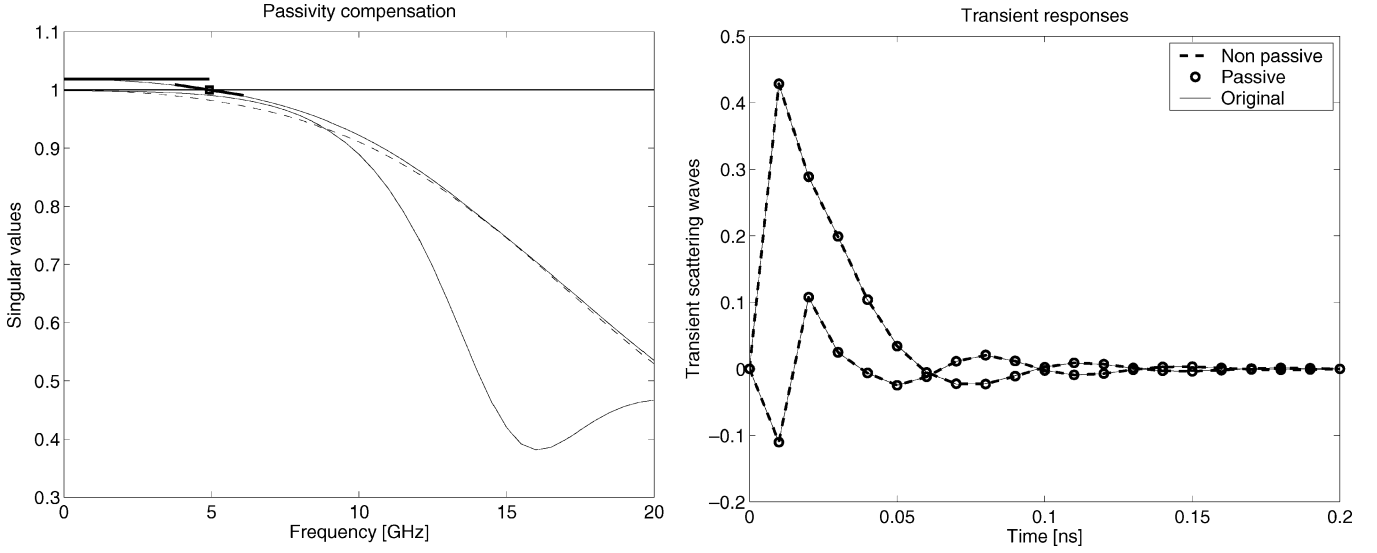 Passivity compensation
1.1
1
0.9
0.8
0.7
0.6
0.5
0.4
0.3
Singular values
0 5 10 15 20
Frequency [GHz]
Transient responses
0.5
0.4
0.3
0.2
0.1
0
−0.1
−0.2
Transient scattering waves
Non passive
Passive
Original
0 0.05 0.1 0.15 0.2
Time [ns]